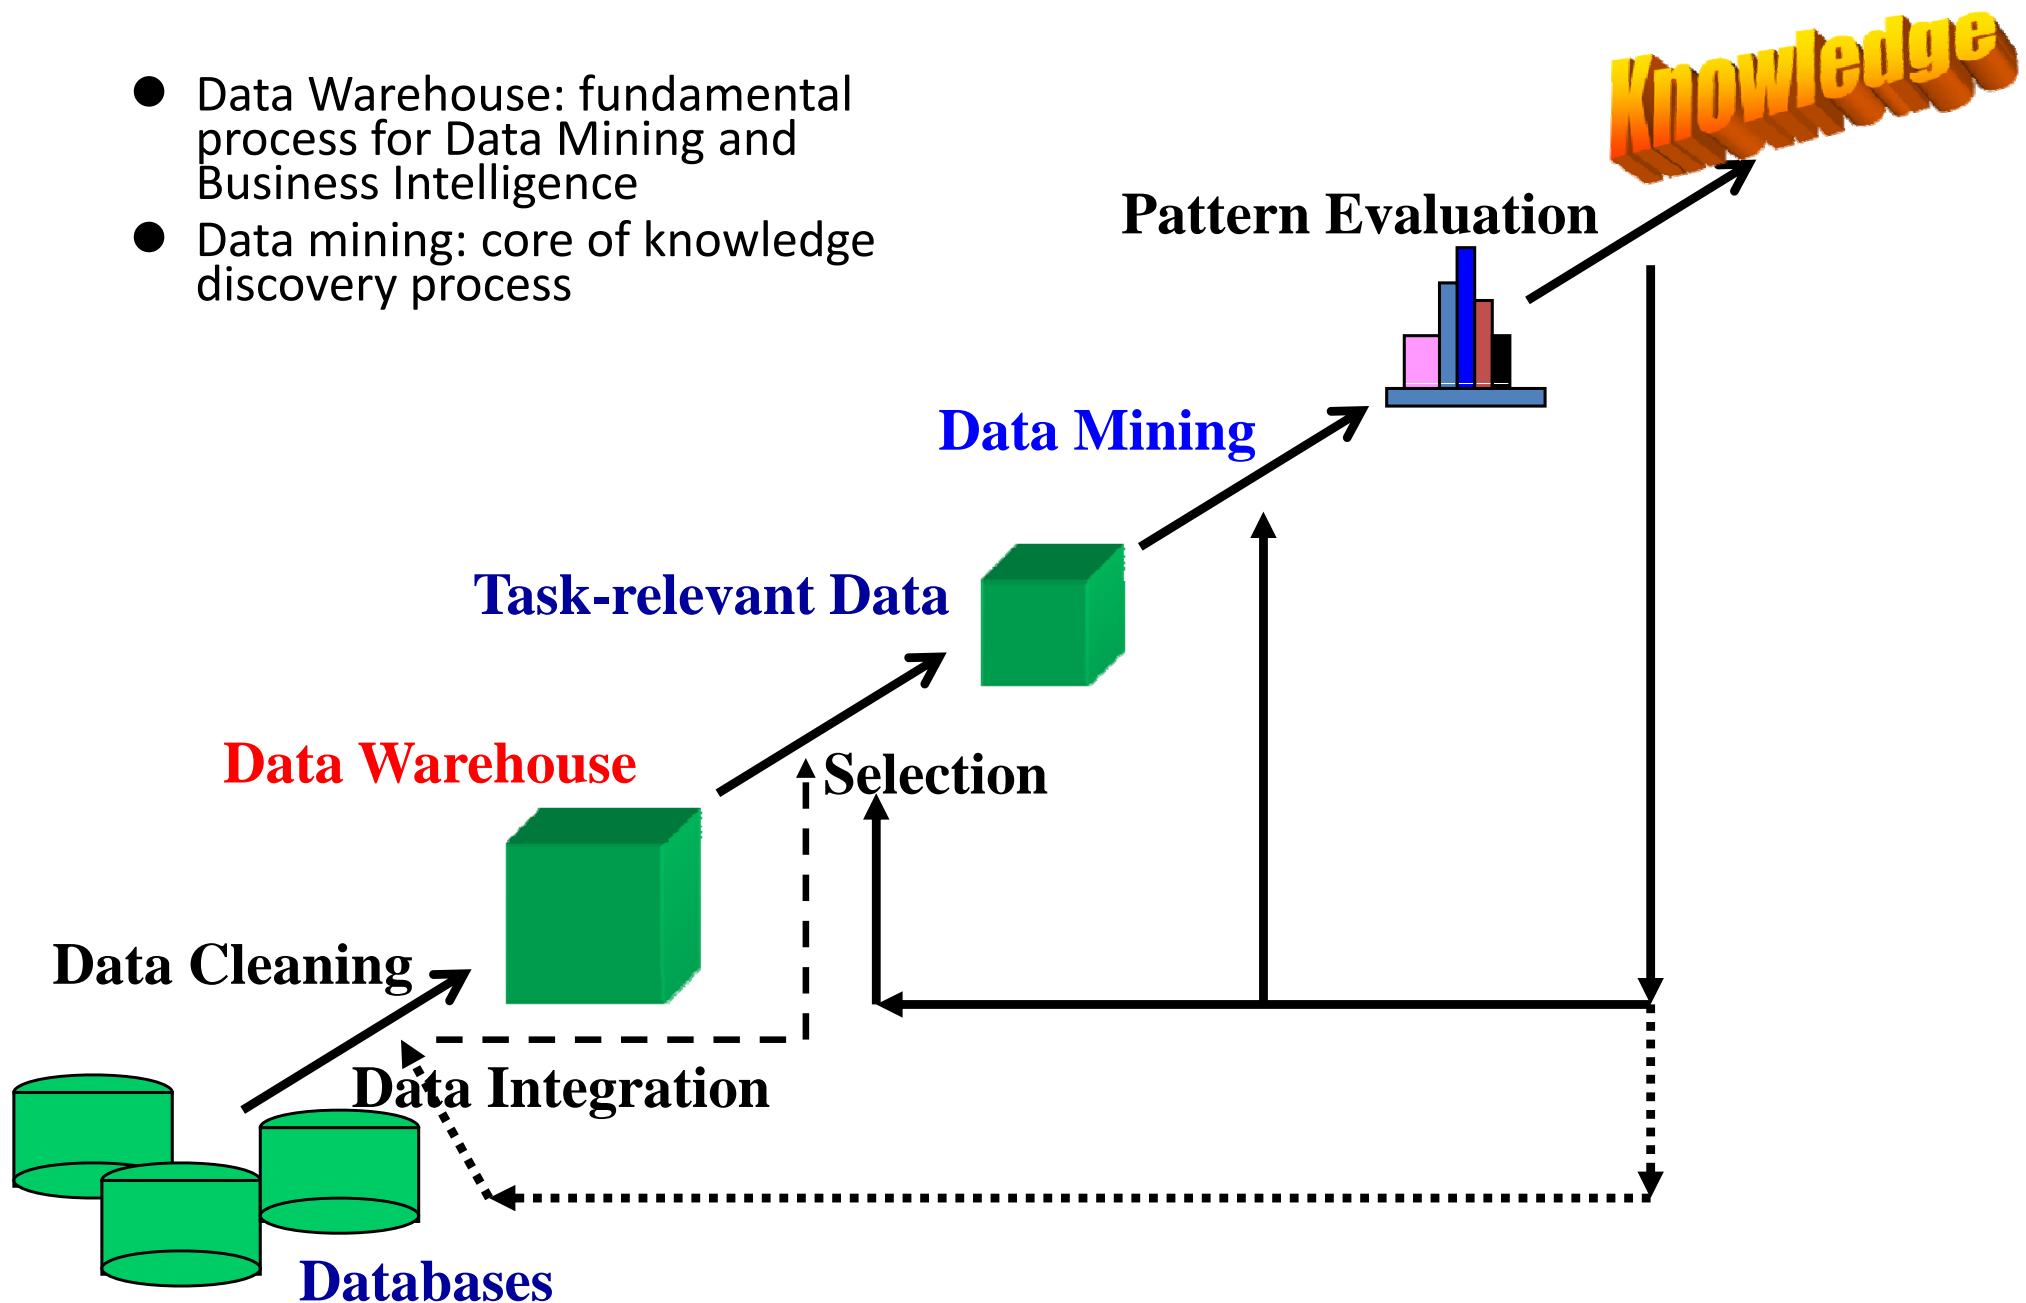 Knowledge
● Data Warehouse: fundamental
process for Data Mining and
Business Intelligence
● Data mining: core of knowledge
discovery process
Pattern Evaluation
Data Mining
Task-relevant Data
Data Warehouse
Selection
Data Cleaning
Data Integration
Databases